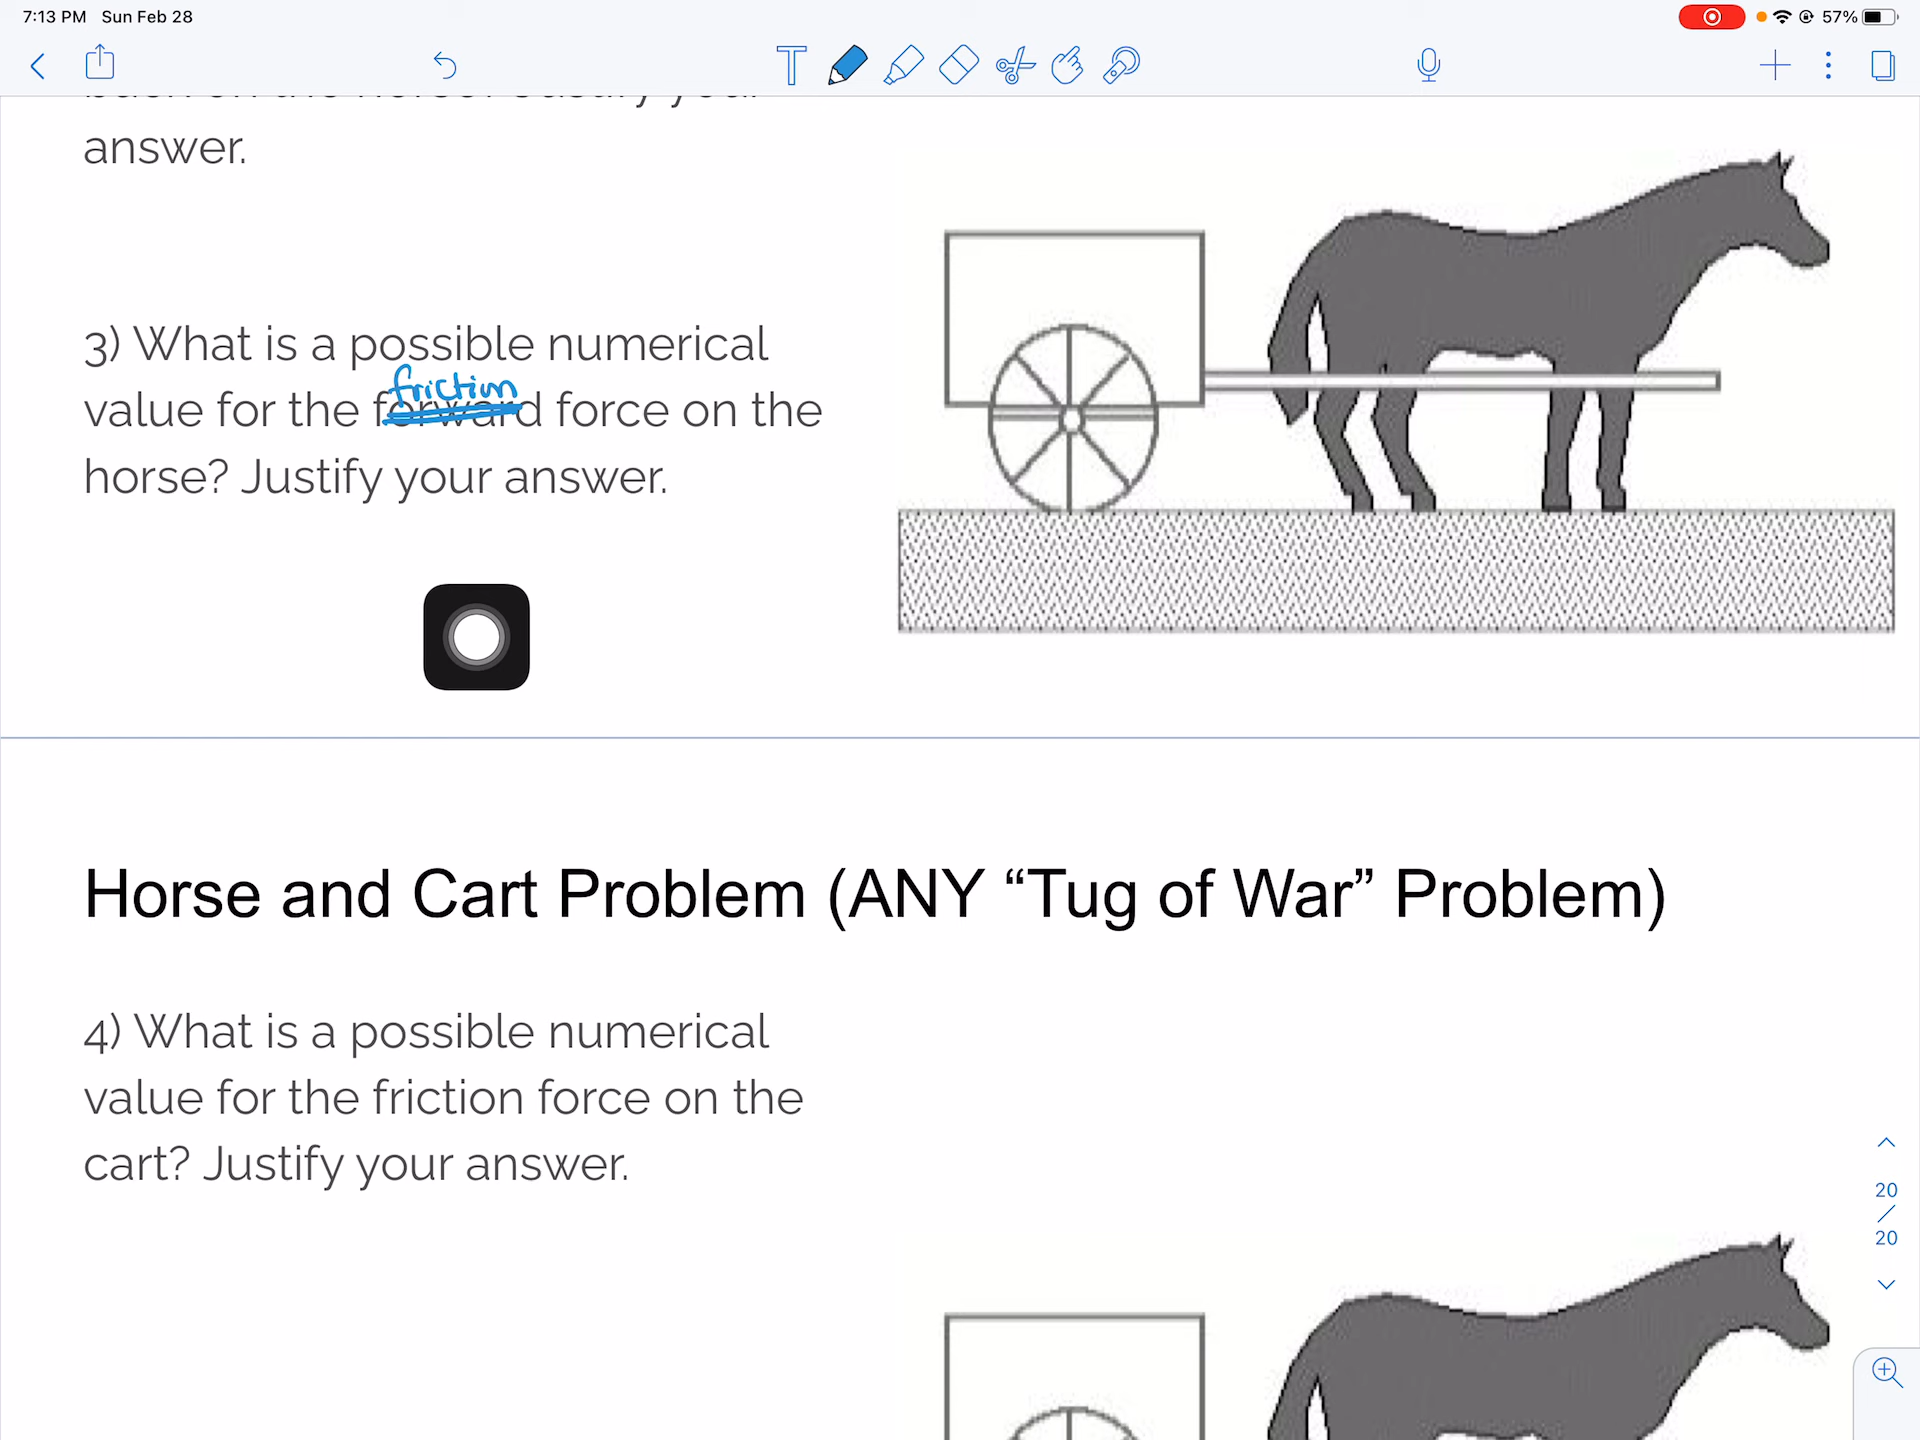 7:13 PM Sun Feb 28
57%
answer.
3) What is a possible numerical
friction
value for the forward force on the
horse? Justify your answer.
Horse and Cart Problem (ANY “Tug of War” Problem)
4) What is a possible numerical
value for the friction force on the
cart? Justify your answer.
20
/
20